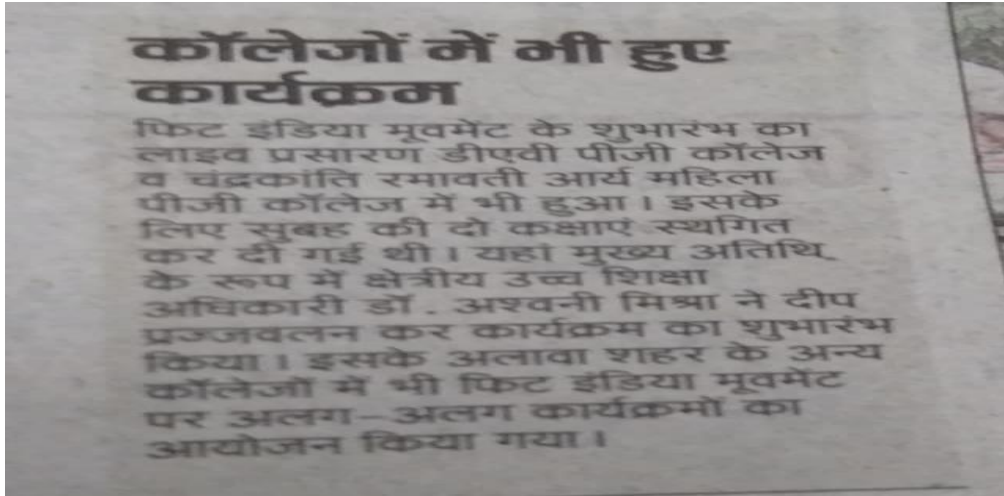 कॉलेजों में भी हुए
कार्यक्रम
फिट इंडिया मूवमेंट के शुभारंभ का
लाइव प्रसारण डीएवी पीजी कॉलेज
व चंद्रकांति रमावती आर्य महिला
पीजी कॉलेज में भी हुआ। इसके
लिए सुबह की दो कक्षाएं स्थगित
कर दी गई थी। यहां मुख्य अतिथि
के रूप में क्षेत्रीय उच्च शिक्षा
अधिकारी डॉ. अश्वनी मिश्रा ने दीप
प्रज्जवलन कर कार्यक्रम का शुभारंभ
किया। इसके अलावा शहर के अन्य
कॉलेजों में भी फिट इंडिया मूवमेंट
पर अलग-अलग कार्यक्रमों का
आयोजन किया गया।